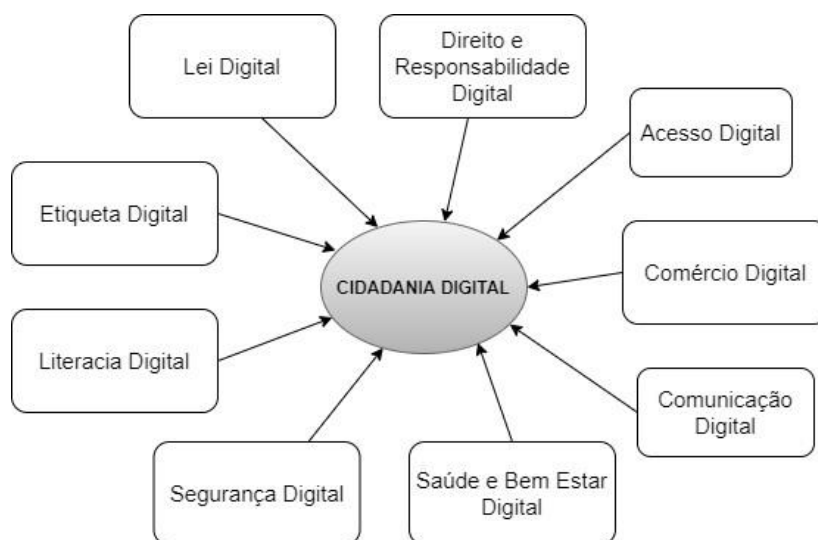 Lei Digital
Direito e
Responsabilidade
Digital
Acesso Digital
Etiqueta Digital
CIDADANIA DIGITAL
Comércio Digital
Literacia Digital
Comunicação
Digital
Segurança Digital
Saúde e Bem Estar
Digital